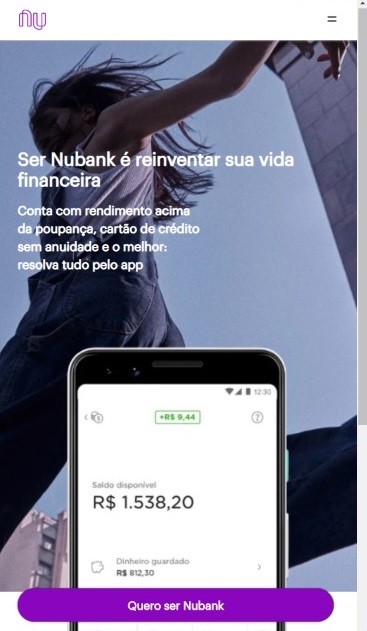 nu
Ser Nubank é reinventar sua vida
financeira
Conta com rendimento acima
da poupança, cartão de crédito
sem anuidade e o melhor:
resolva tudo pelo app
12:30
+R$ 9,44
Saldo disponível
R$ 1.538,20
Dinheiro guardado
R$ 812,30
Quero ser Nubank